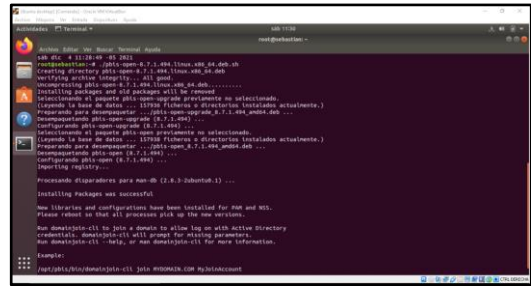 Actividades Terminal
sáb 11:30
root@sebastian: ~
Archivo Editar Ver Buscar Terminal Ayuda
sáb dic 4 11:28:49 -05 2021
root@sebastian:~# ./pbis-open-8.7.1.494.linux.x86_64.deb.sh
Creating directory pbis-open-8.7.1.494.linux.x86_64.deb
Verifying archive integrity... All good.
Uncompressing pbis-open-8.7.1.494.linux.x86_64.deb..........
Installing packages and old packages will be removed
Seleccionando el paquete pbis-open-upgrade previamente no seleccionado.
(Leyendo la base de datos ... 117936 ficheros o directorios instalados actualmente.)
Preparando para desempaquetar .../pbis-open-upgrade_8.7.1.494_amd64.deb ...
Desempaquetando pbis-open-upgrade (8.7.1.494) ...
Configurando pbis-open-upgrade (8.7.1.494) ...
Seleccionando el paquete pbis-open previamente no seleccionado.
(Leyendo la base de datos ... 117938 ficheros o directorios instalados actualmente.)
Preparando para desempaquetar .../pbis-open_8.7.1.494_amd64.deb ...
Desempaquetando pbis-open (8.7.1.494) ...
Configurando pbis-open (8.7.1.494) ...
Importing registry...
Procesando disparadores para man-db (2.8.3-2ubuntu0.1) ...
Installing Packages was successful
New libraries and configurations have been installed for PAM and NSS.
Please reboot so that all processes pick up the new versions.
Run domainjoin-cli to join a domain to allow log on with Active Directory
credentials. domainjoin-cli will prompt for missing parameters.
Run domainjoin-cli --help, or man domainjoin-cli for more information.
Example:
/opt/pbis/bin/domainjoin-cli join MYDOMAIN.COM MyJoinAccount
CTRL DERECHA